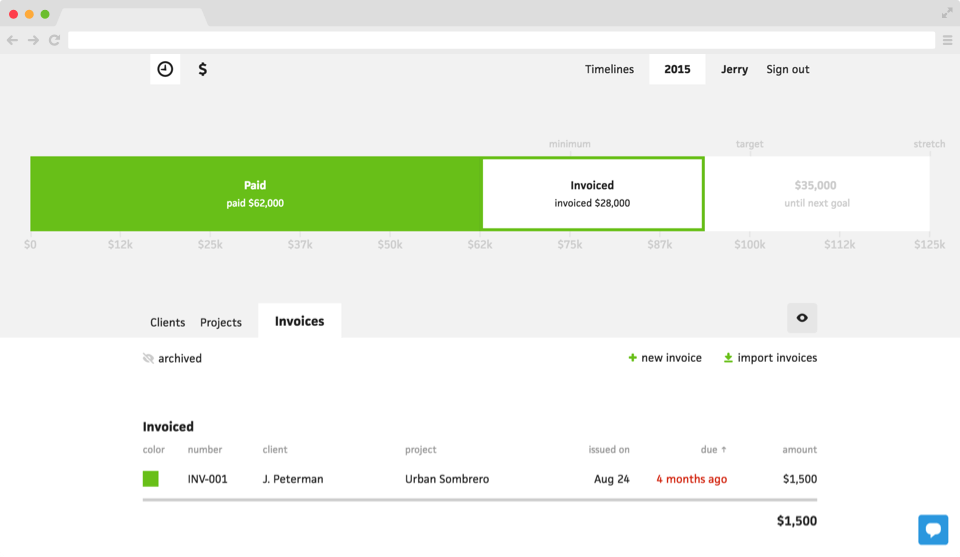 $ Timelines 2015 Jerry Sign out
minimum target stretch
Paid Invoiced $35,000
paid $62,000 invoiced $28,000 until next goal
$0 $12k $25k $37k $50k $62k $75k $87k $100k $112k $125k
Clients Projects Invoices
archived + new invoice import invoices
Invoiced
color number client project issued on due ↑ amount
INV-001 J. Peterman Urban Sombrero Aug 24 4 months ago $1,500
$1,500